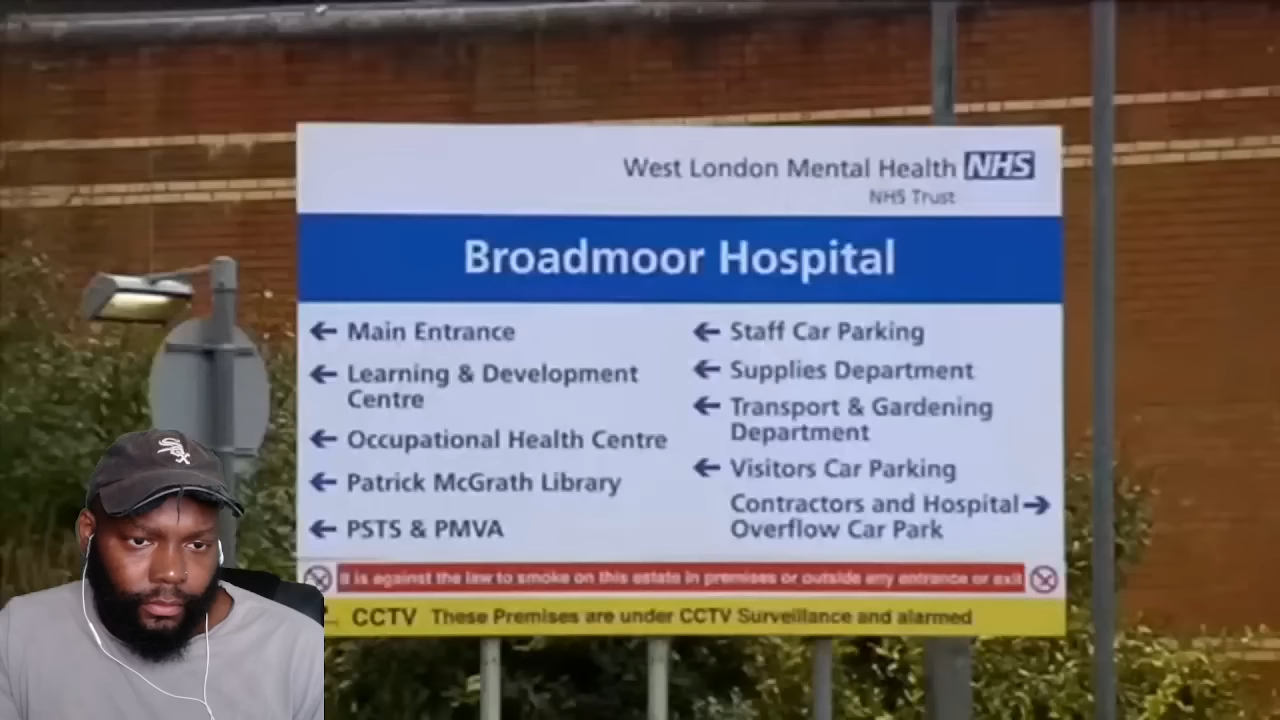 West London Mental Health NHS
NHS Trust
Broadmoor Hospital
Main Entrance
Learning & Development
Centre
Occupational Health Centre
Patrick McGrath Library
PSTS & PMVA
Staff Car Parking
Supplies Department
Transport & Gardening
Department
Visitors Car Parking
Contractors and Hospital
Overflow Car Park
It is against the law to smoke on this estate in premises or outside any entrance or exit
CCTV These Premises are under CCTV Surveillance and alarmed
Sox